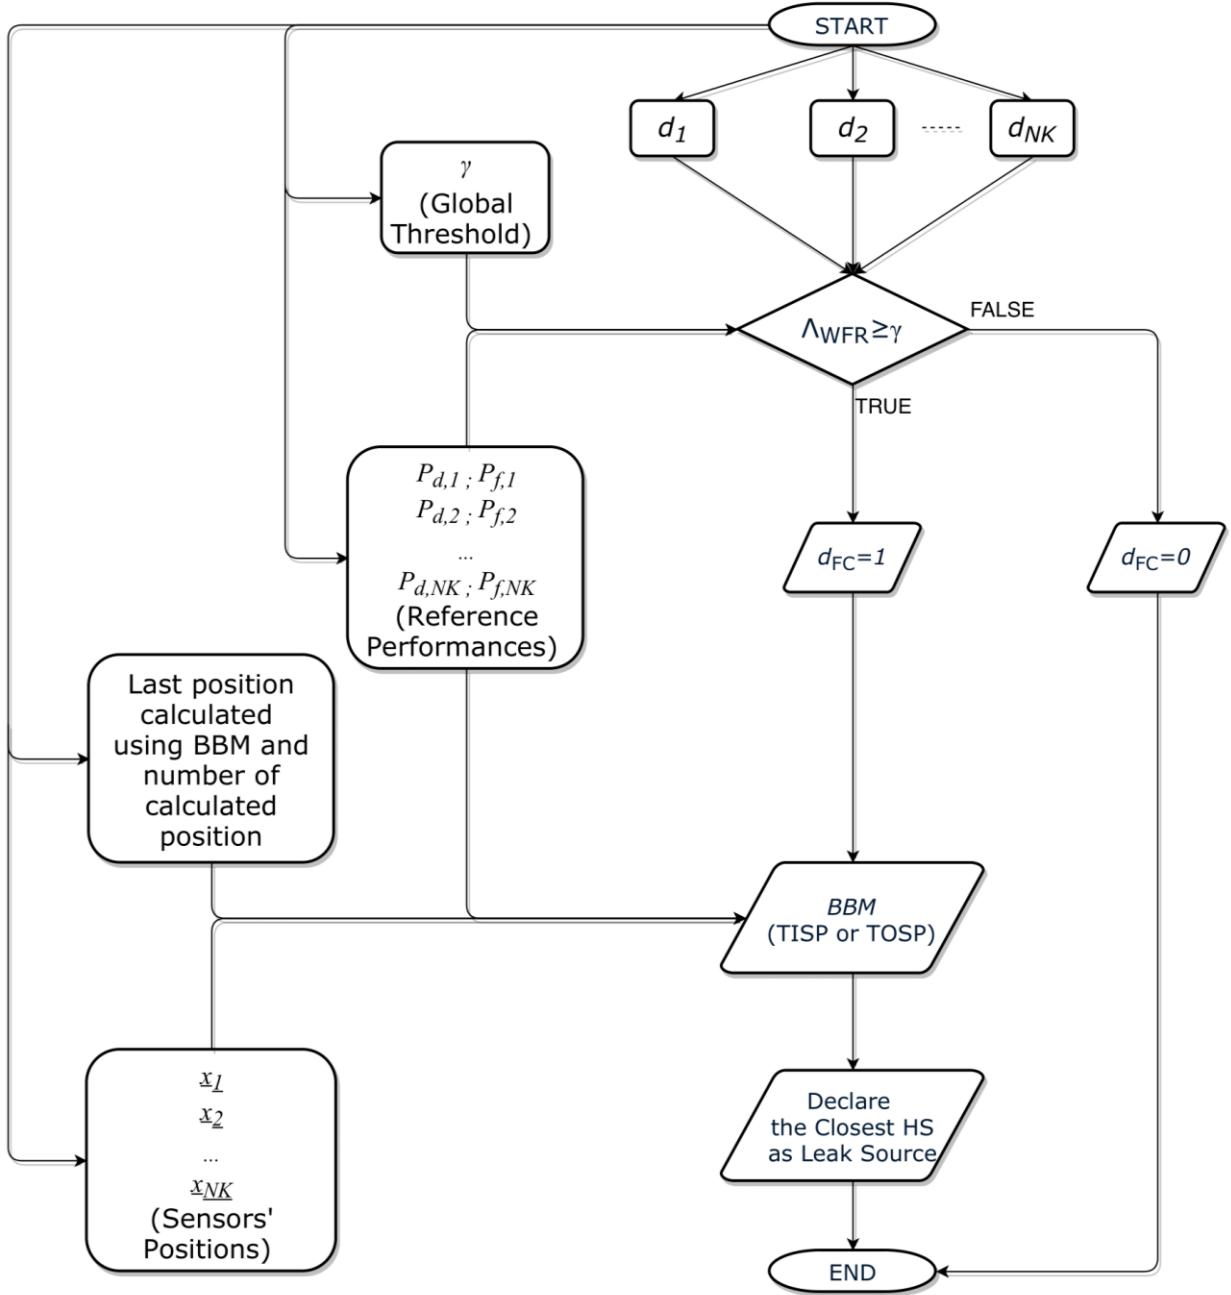 START
d1
d2
-----
dNK
γ
(Global
Threshold)
ΛWFR≥γ
FALSE
TRUE
Pd,1 ; Pf,1
Pd,2 ; Pf,2
...
Pd,NK ; Pf,NK
(Reference
Performances)
dFC=1
dFC=0
Last position
calculated
using BBM and
number of
calculated
position
BBM
(TISP or TOSP)
x1
x2
...
xNK
(Sensors'
Positions)
Declare
the Closest HS
as Leak Source
END